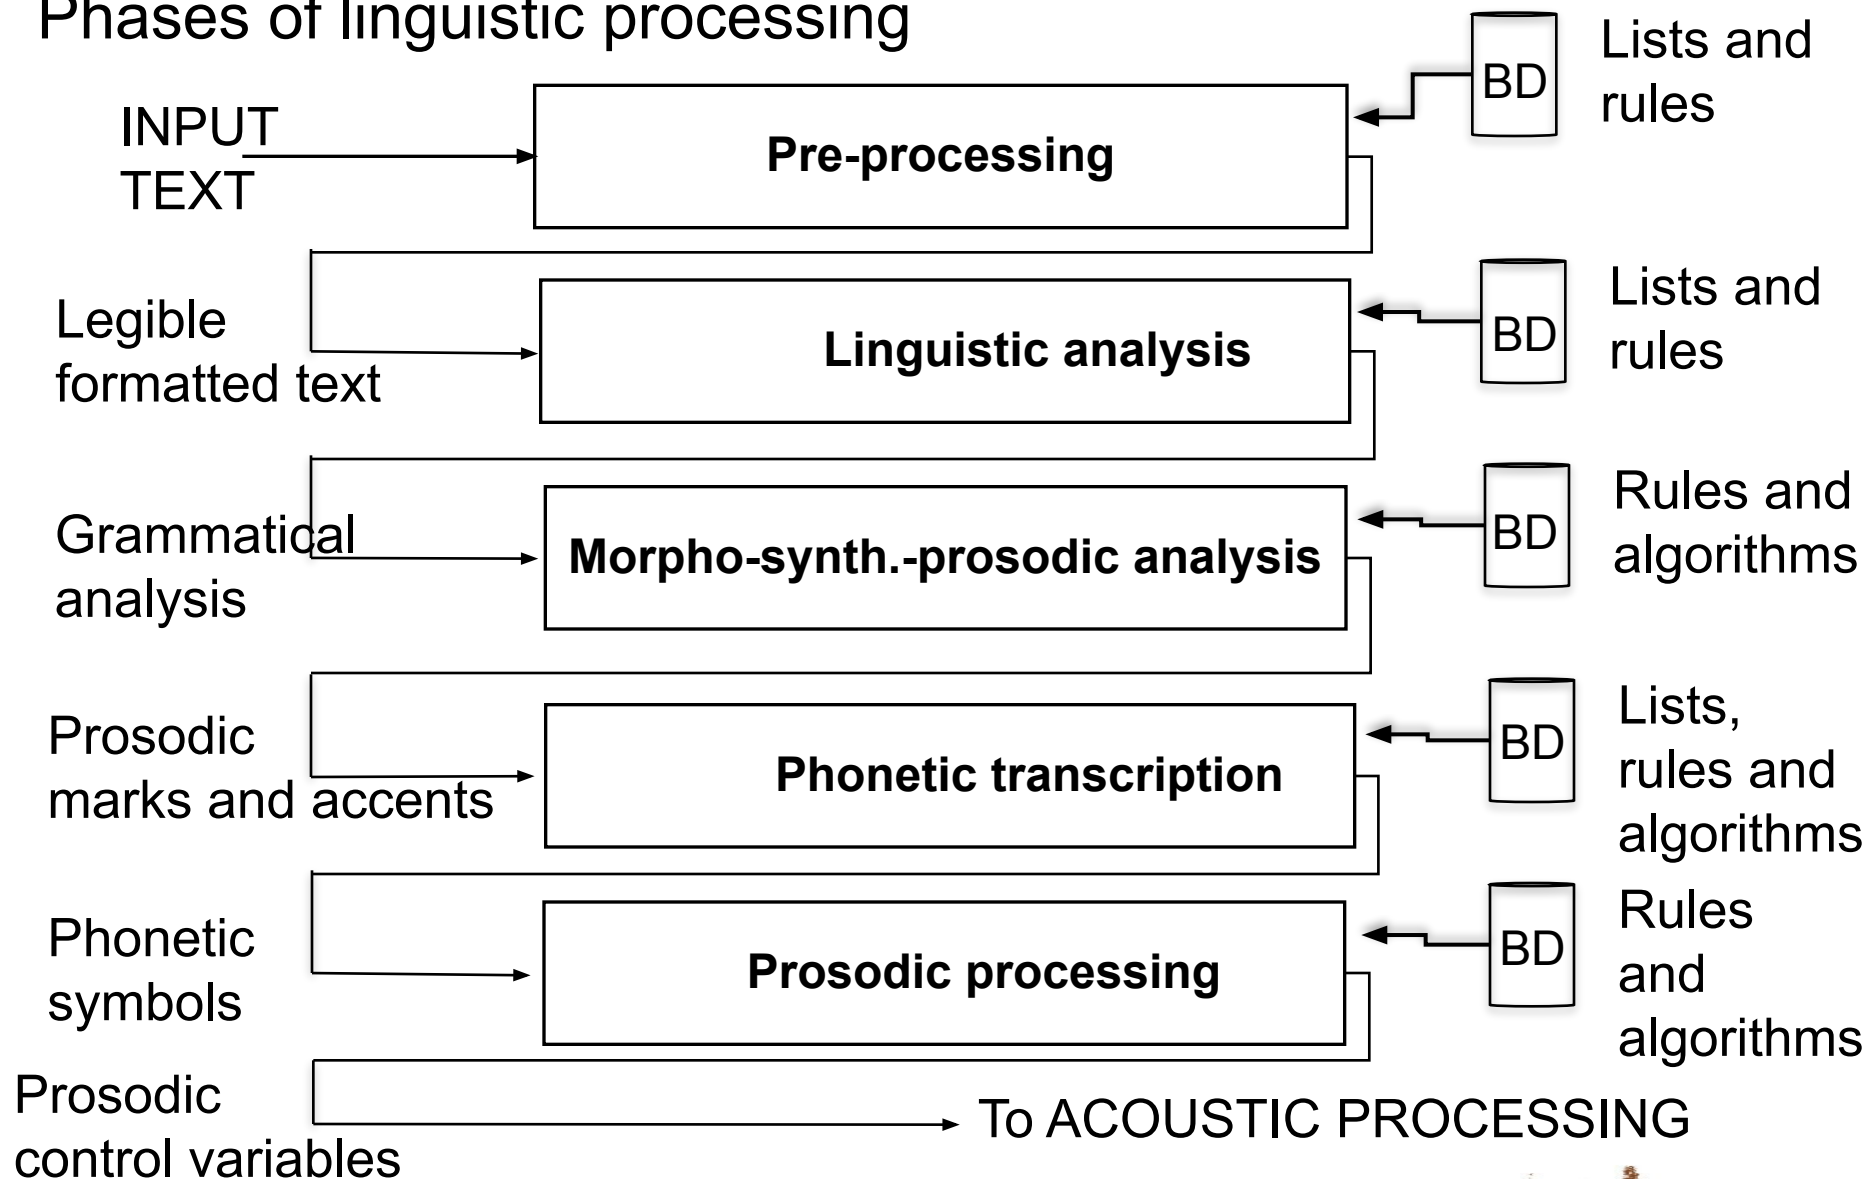 Phases of linguistic processing
INPUT
TEXT
Pre-processing
BD
Lists and
rules
Legible
formatted text
Linguistic analysis
BD
Lists and
rules
Grammatical
analysis
Morpho-synth.-prosodic analysis
BD
Rules and
algorithms
Prosodic
marks and accents
Phonetic transcription
BD
Lists,
rules and
algorithms
Phonetic
symbols
Prosodic processing
BD
Rules
and
algorithms
Prosodic
control variables
To ACOUSTIC PROCESSING